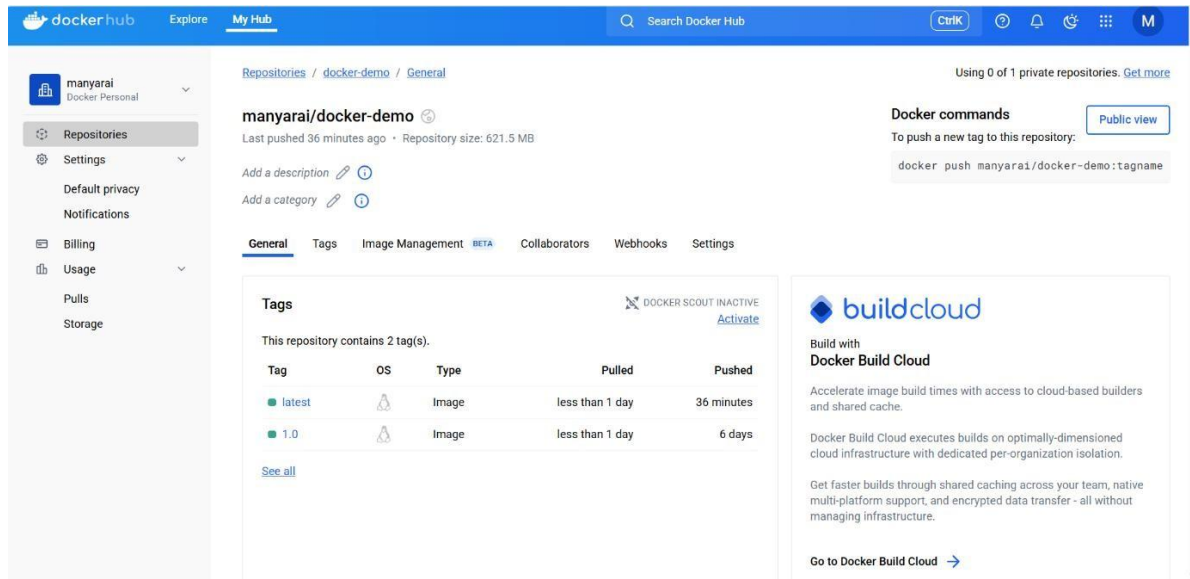 dockerhub Explore My Hub Search Docker Hub CtrlK M
manyarai
Docker Personal
Repositories
Settings
Default privacy
Notifications
Billing
Usage
Pulls
Storage
Repositories / docker-demo / General
Using 0 of 1 private repositories. Get more
manyarai/docker-demo
Last pushed 36 minutes ago · Repository size: 621.5 MB
Add a description
Add a category
Docker commands
Public view
To push a new tag to this repository:
docker push manyarai/docker-demo:tagname
General Tags Image Management BETA Collaborators Webhooks Settings
Tags
DOCKER SCOUT INACTIVE
Activate
This repository contains 2 tag(s).
Tag OS Type Pulled Pushed
latest Image less than 1 day 36 minutes
1.0 Image less than 1 day 6 days
See all
buildcloud
Build with
Docker Build Cloud
Accelerate image build times with access to cloud-based builders
and shared cache.
Docker Build Cloud executes builds on optimally-dimensioned
cloud infrastructure with dedicated per-organization isolation.
Get faster builds through shared caching across your team, native
multi-platform support, and encrypted data transfer - all without
managing infrastructure.
Go to Docker Build Cloud